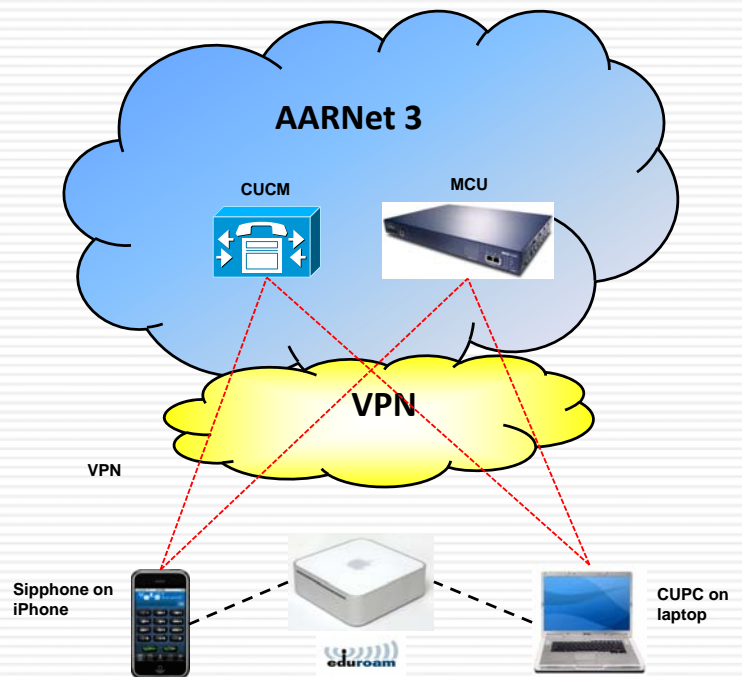 AARNet 3
CUCM
MCU
VPN
VPN
Sipphone on
iPhone
CUPC on
laptop
eduroam